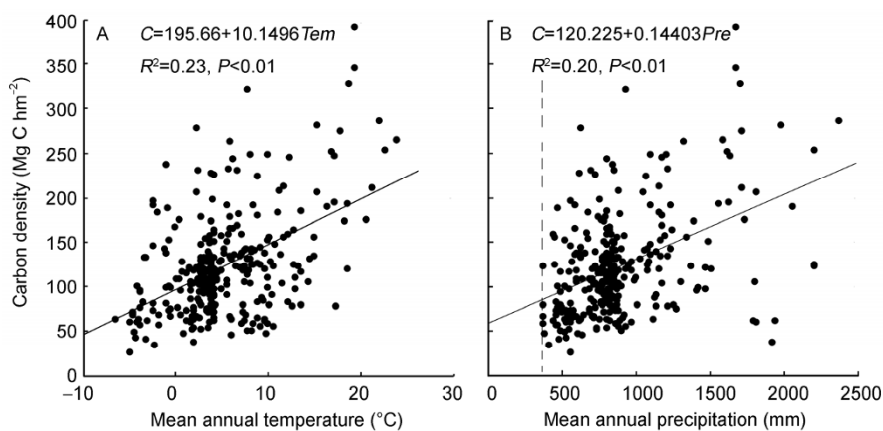 A C=195.66+10.1496Tem
R²=0.23, P<0.01
B C=120.225+0.14403Pre
R²=0.20, P<0.01
Carbon density (Mg C hm⁻²)
400
350
300
250
200
150
100
50
0
–10 0 10 20 30
Mean annual temperature (°C)
0 500 1000 1500 2000 2500
Mean annual precipitation (mm)